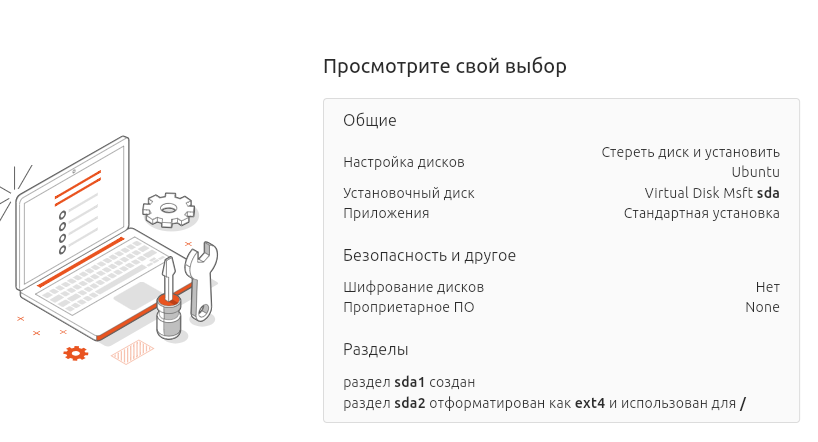 Просмотрите свой выбор
Общие
Настройка дисков Стереть диск и установить Ubuntu
Установочный диск Virtual Disk Msft sda
Приложения Стандартная установка
Безопасность и другое
Шифрование дисков Нет
Проприетарное ПО None
Разделы
раздел sda1 создан
раздел sda2 отформатирован как ext4 и использован для /